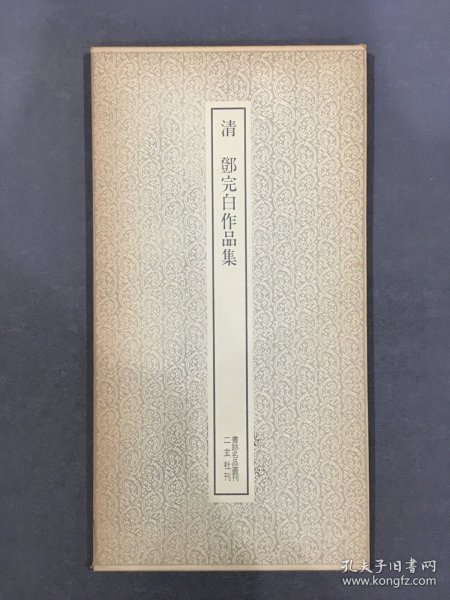 清 鄧完白作品集
書跡名品叢刊
二玄社刊
孔夫子旧书网
www.kongfz.com